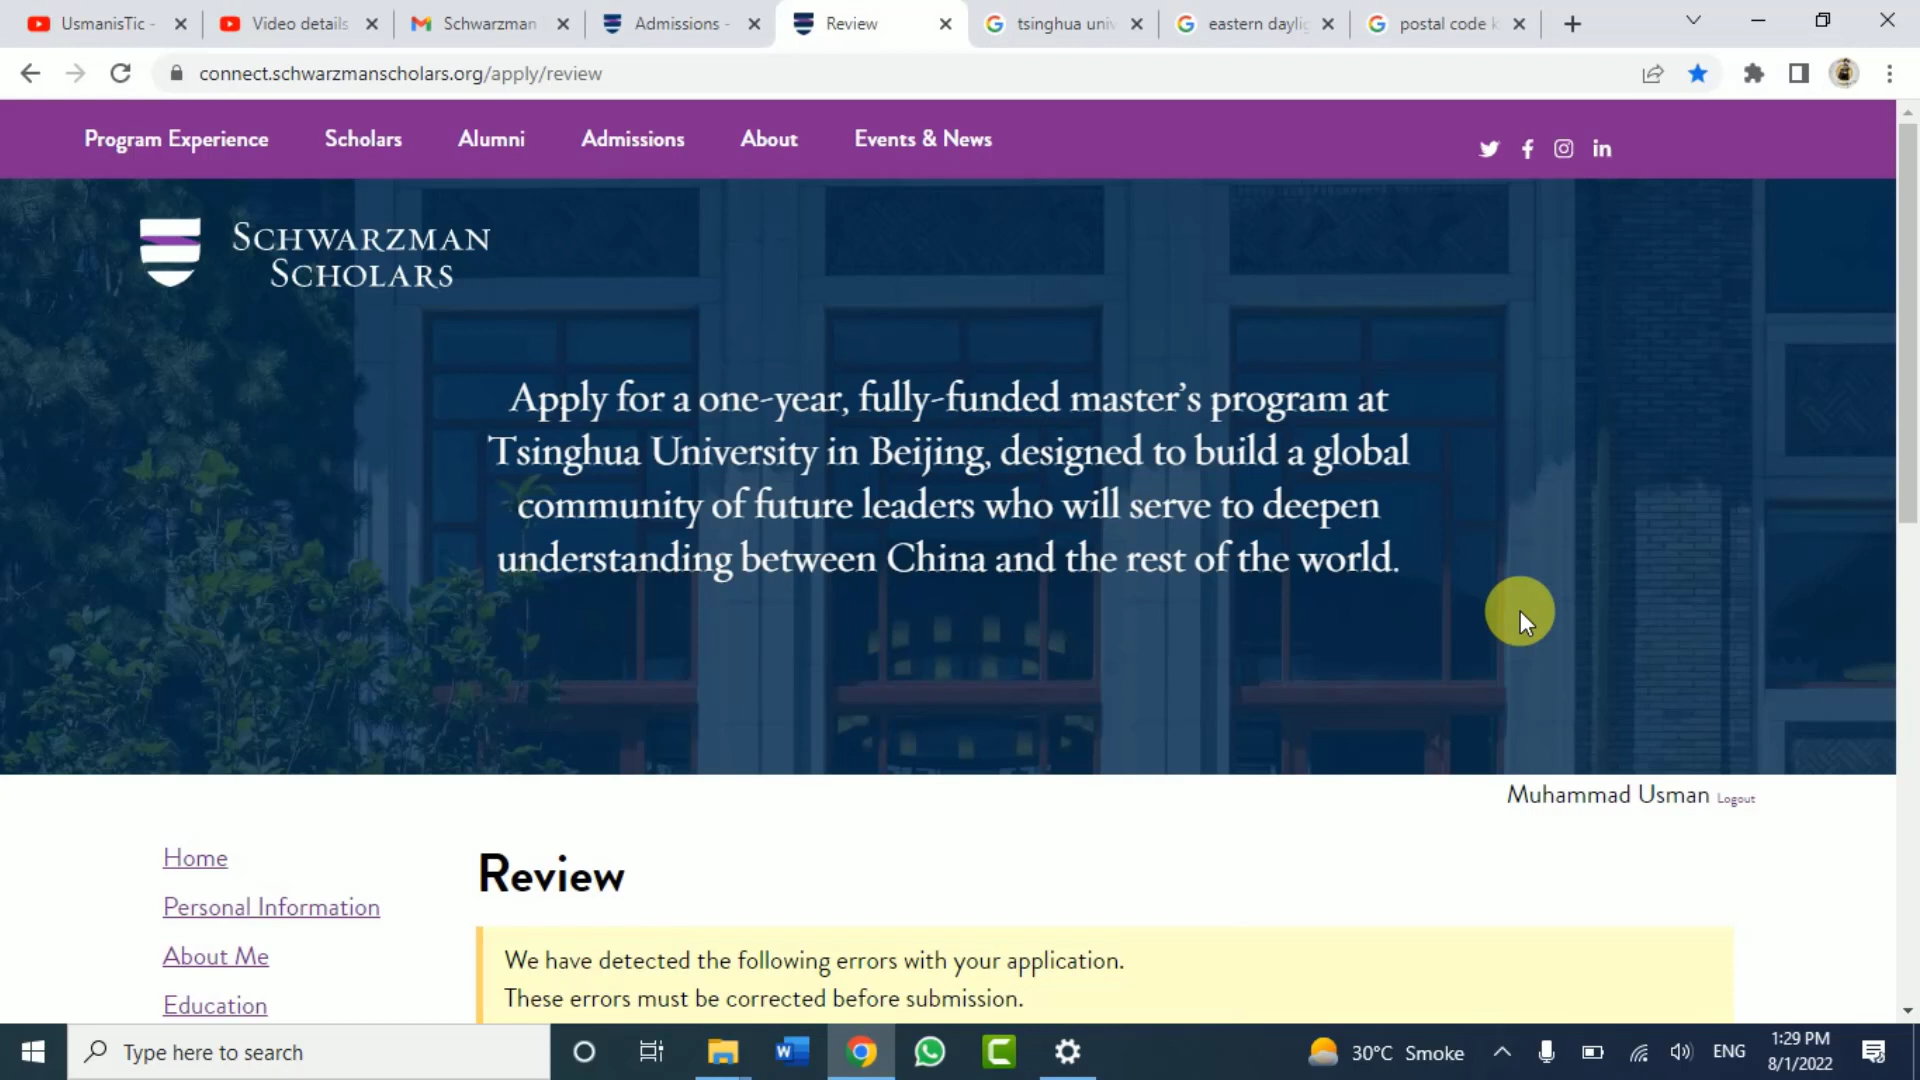 UsmanisTic -
Video details
Schwarzman
Admissions -
Review
tsinghua univ
eastern daylig
postal code k
connect.schwarzmanscholars.org/apply/review
Program Experience
Scholars
Alumni
Admissions
About
Events & News
SCHWARZMAN
SCHOLARS
Apply for a one-year, fully-funded master's program at
Tsinghua University in Beijing, designed to build a global
community of future leaders who will serve to deepen
understanding between China and the rest of the world.
Muhammad Usman Logout
Home
Personal Information
About Me
Education
Review
We have detected the following errors with your application.
These errors must be corrected before submission.
Type here to search
30°C Smoke
ENG
1:29 PM
8/1/2022